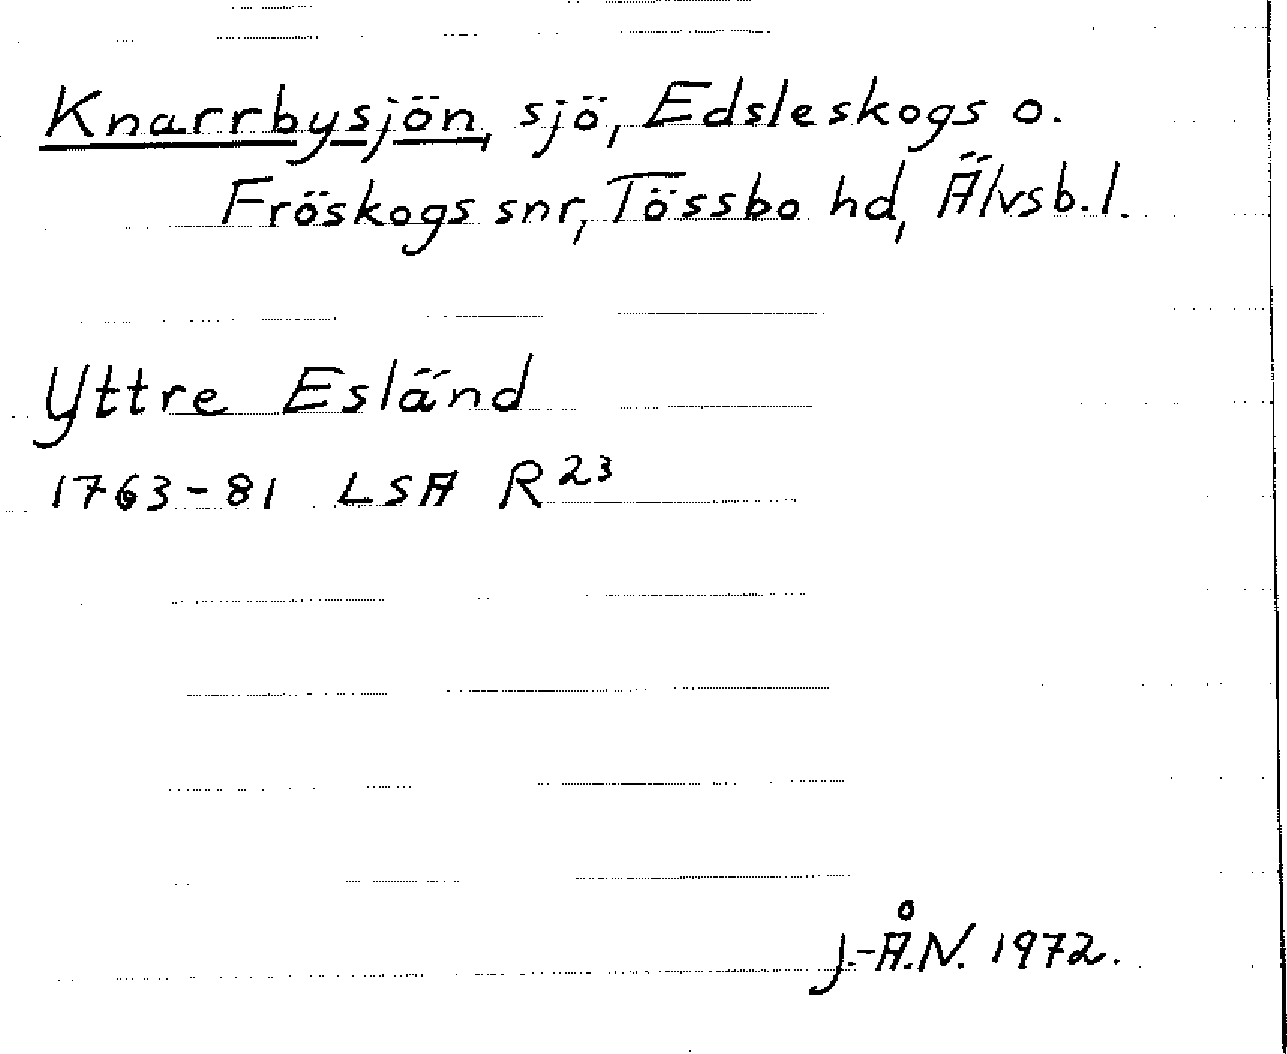 Knarrbysjön, sjö, Edsleskogs o.
Fröskogs snr, Tössbo hd, Älvsb.l.
Yttre Esländ
1763-81 LSA R23
J.-Å.N. 1972.